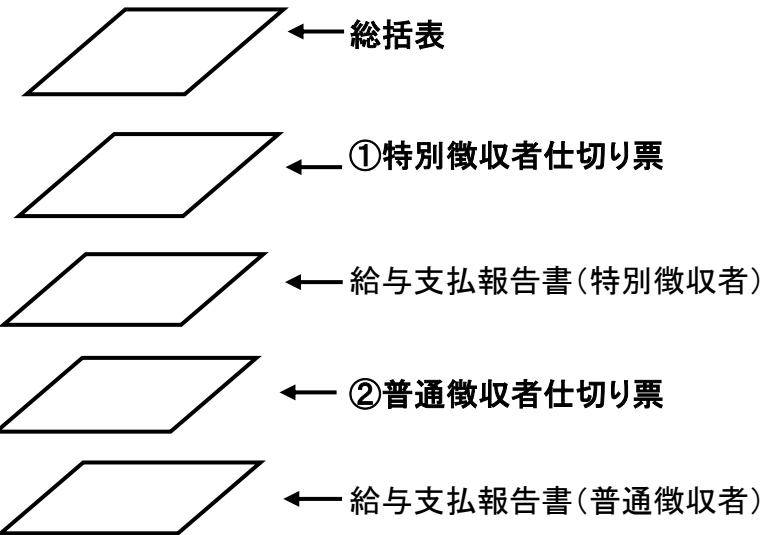 総括表
①特別徴収者仕切り票
給与支払報告書(特別徴収者)
②普通徴収者仕切り票
給与支払報告書(普通徴収者)